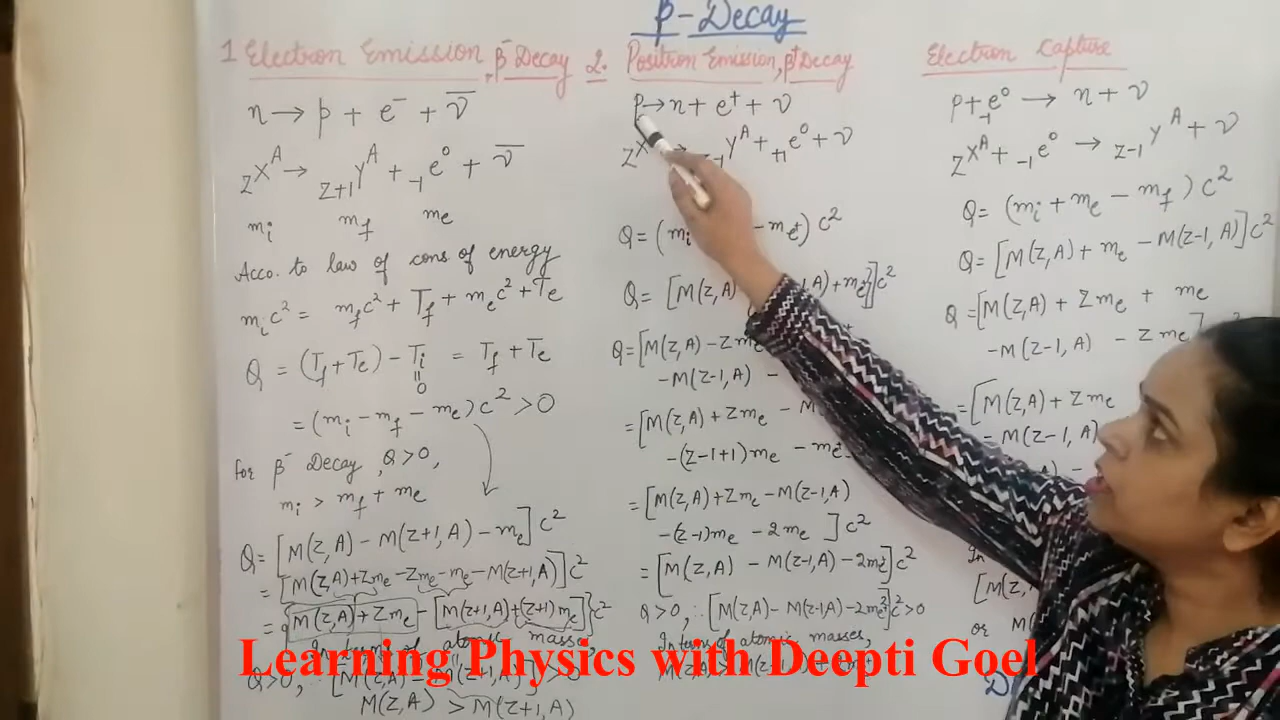 β-Decay
1 Electron Emission, β⁻ Decay
n → p + e⁻ + ν̅
zX^A → z+1Y^A + -1e⁰ + ν̅
mi mf me
Acco. to law of cons of energy
mic² = mfc² + Tf + mec² + Te
Q = (Tf + Te) - Ti = Tf + Te
= (mi - mf - me)c² > 0
For β⁻ Decay, Q>0,
mi > mf + me
Q = [M(Z,A) - M(Z+1,A) - me]c²
= [M(Z,A) + Zme - Zme - me - M(Z+1,A)]c²
= {[M(Z,A) + Zme] - [M(Z+1,A) + (Z+1)me]}c²
In terms of atomic masses,
Q>0, ∴ [M(Z,A) - M(Z+1,A)] > 0
M(Z,A) > M(Z+1,A)
2. Positron Emission, β⁺ Decay
p → n + e⁺ + ν
zX → -1Y^A + +1e⁰ + ν
Q = (mi - me⁺)c²
Q = [M(Z,A) 1,A) + me⁺}]c²
Q = [M(Z,A) - Zme
- M(Z-1,A) -
= [M(Z,A) + Zme - M
-(Z-1+1)me - me
= [M(Z,A) + Zme - M(Z-1,A)
-(Z-1)me - 2me]c²
= [M(Z,A) - M(Z-1,A) - 2me]c²
Q>0, ∴ [M(Z,A) - M(Z-1,A) - 2me]c²>0
In terms of atomic masses,
Electron Capture
p + -1e⁰ → n + ν
zX^A + -1e⁰ → z-1Y^A + ν
Q = (mi + me - mf)c²
Q = [M(Z,A) + me - M(Z-1,A)]c²
Q = [M(Z,A) + Zme + me
- M(Z-1,A) - Zme]
= [M(Z,A) + Zme
- M(Z-1,A)
In
[M(Z,
or M(
Learning Physics with Deepti Goel